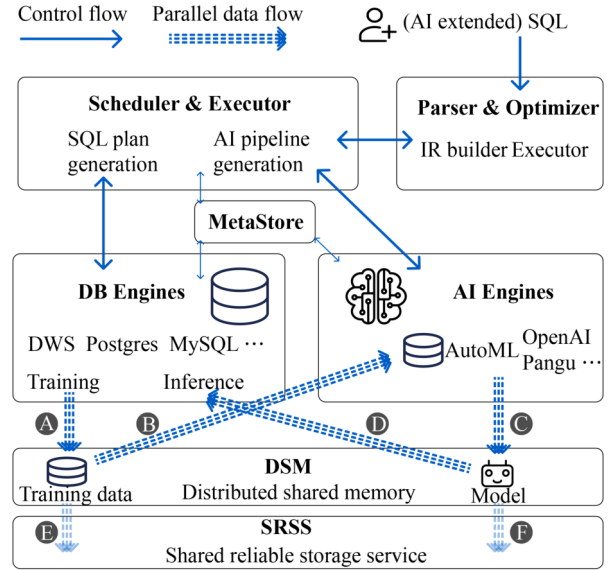 Control flow
Parallel data flow
(AI extended) SQL
Scheduler & Executor
SQL plan
generation
AI pipeline
generation
Parser & Optimizer
IR builder Executor
MetaStore
DB Engines
DWS Postgres MySQL ···
Training
Inference
AI Engines
AutoML
OpenAI
Pangu ···
A
B
D
C
DSM
Distributed shared memory
Training data
Model
E
F
SRSS
Shared reliable storage service